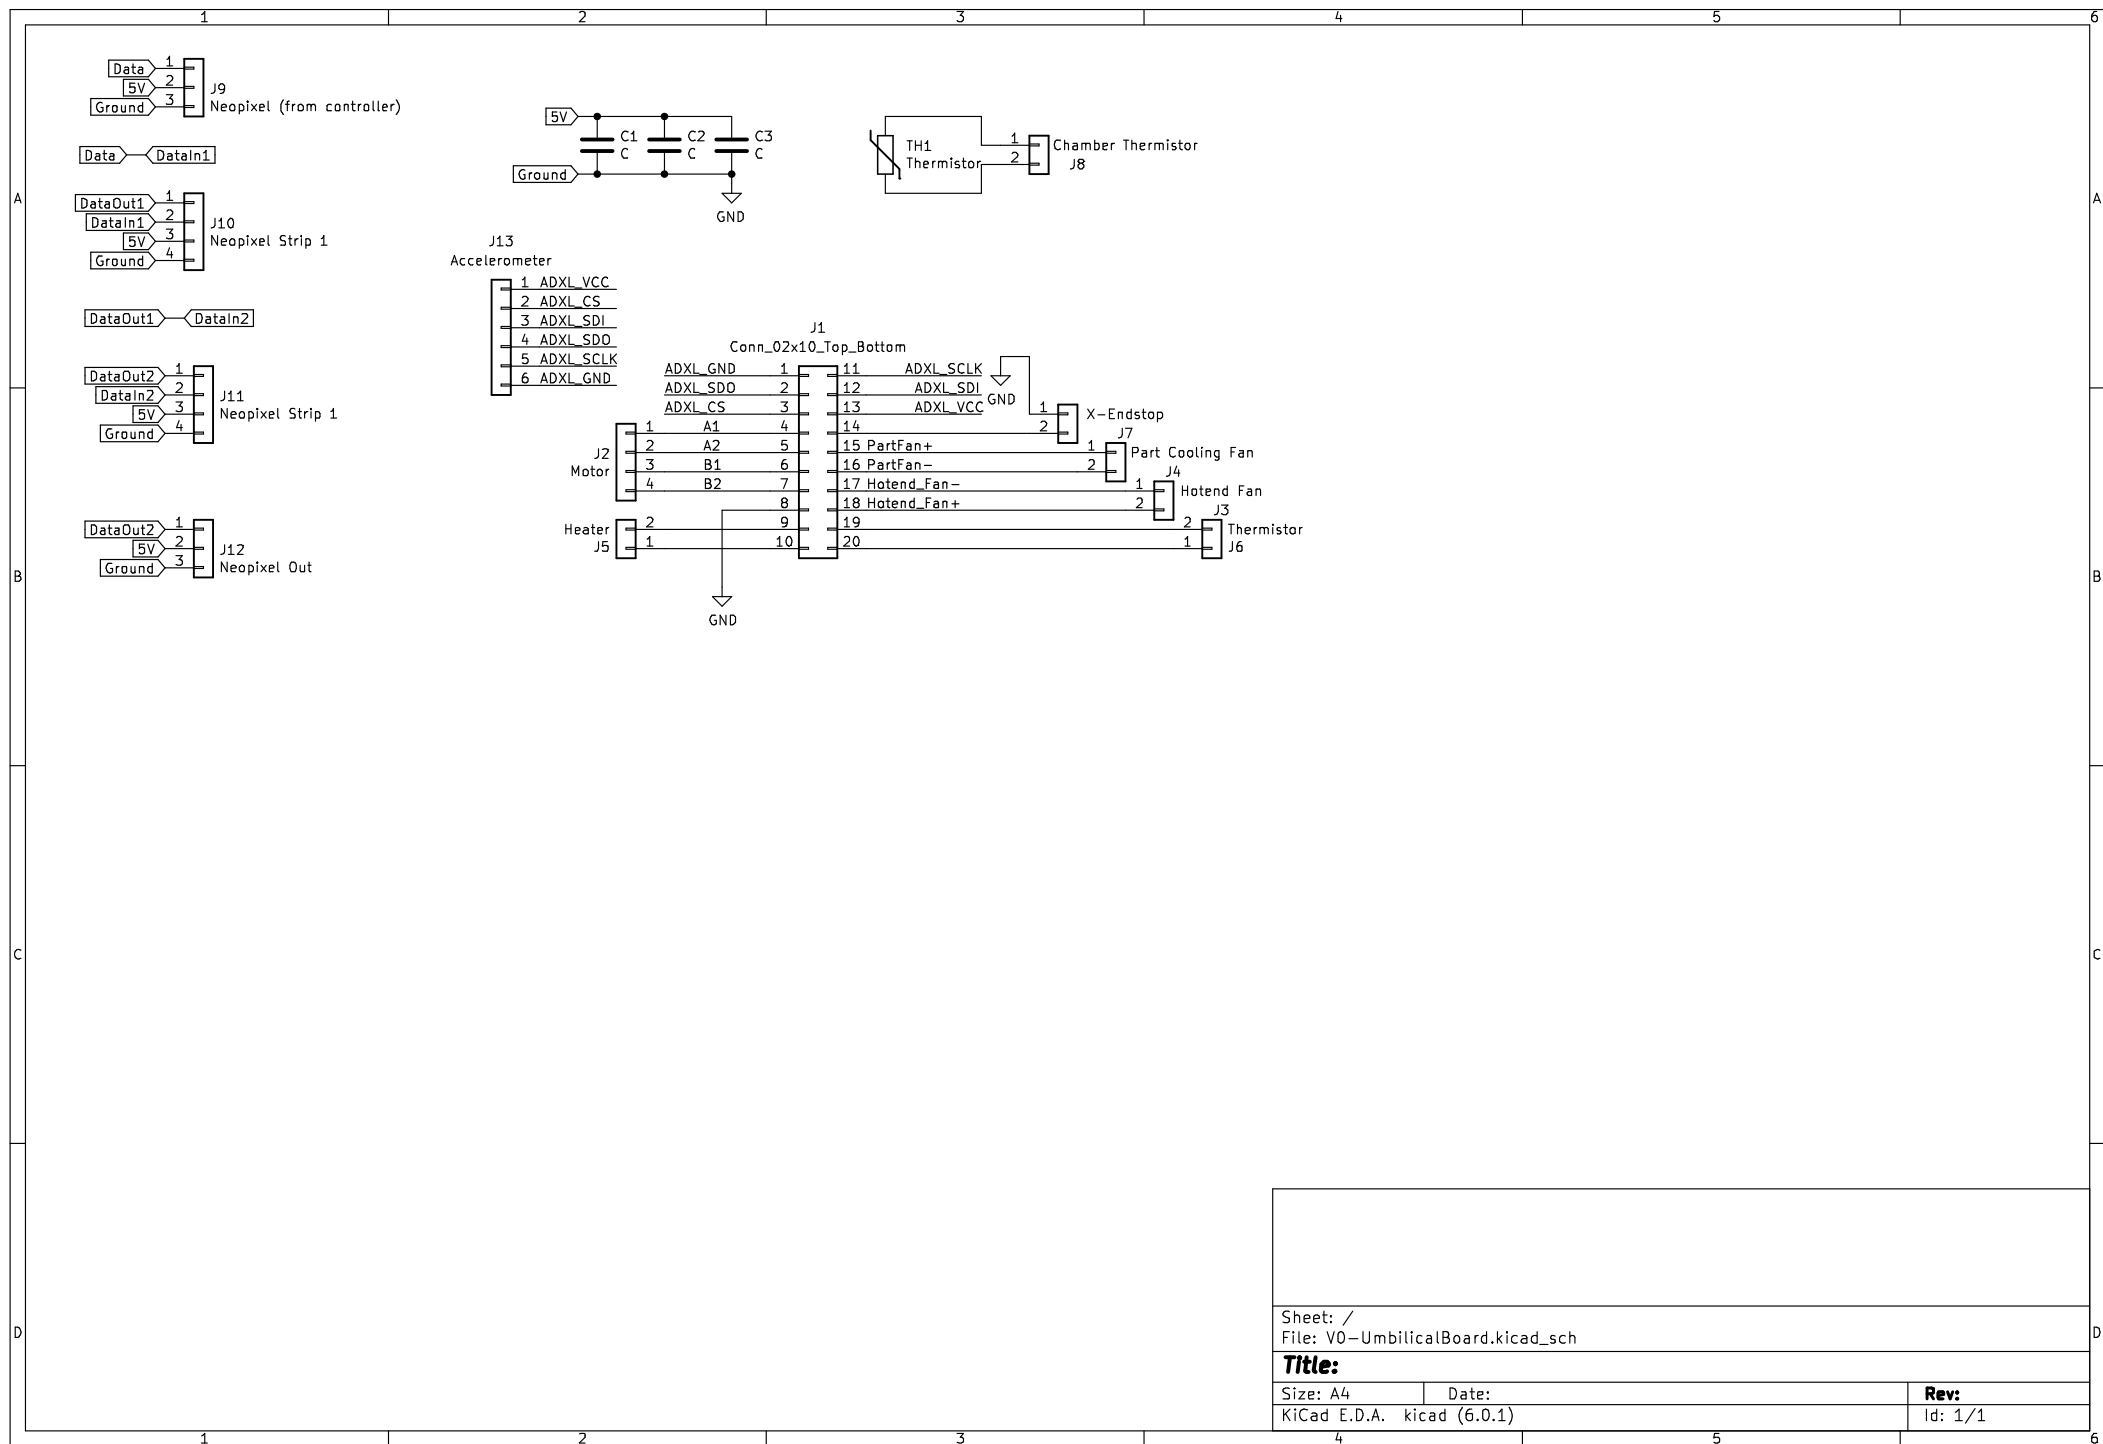 1 2 3 4 5 6
Data 1
5V 2
Ground 3
J9
Neopixel (from controller)
Data DataIn1
DataOut1 1
DataIn1 2
5V 3
Ground 4
J10
Neopixel Strip 1
DataOut1 DataIn2
DataOut2 1
DataIn2 2
5V 3
Ground 4
J11
Neopixel Strip 1
DataOut2 1
5V 2
Ground 3
J12
Neopixel Out
5V
C1 C2 C3
C C C
Ground
GND
TH1
Thermistor
1 Chamber Thermistor
2 J8
J13
Accelerometer
1 ADXL_VCC
2 ADXL_CS
3 ADXL_SDI
4 ADXL_SDO
5 ADXL_SCLK
6 ADXL_GND
J1
Conn_02x10_Top_Bottom
ADXL_GND 1 11 ADXL_SCLK
ADXL_SDO 2 12 ADXL_SDI
ADXL_CS 3 13 ADXL_VCC
GND
1 A1 4 14
2 A2 5 15 PartFan+
3 B1 6 16 PartFan-
4 B2 7 17 Hotend_Fan-
8 18 Hotend_Fan+
2 9 19
1 10 20
J2
Motor
Heater
J5
GND
1 X-Endstop
2 J7
1 Part Cooling Fan
2 J4
1 Hotend Fan
2 J3
2 Thermistor
1 J6
A A
B B
C C
D D
Sheet: /
File: V0-UmbilicalBoard.kicad_sch
Title:
Size: A4 Date: Rev:
KiCad E.D.A. kicad (6.0.1) Id: 1/1
1 2 3 4 5 6